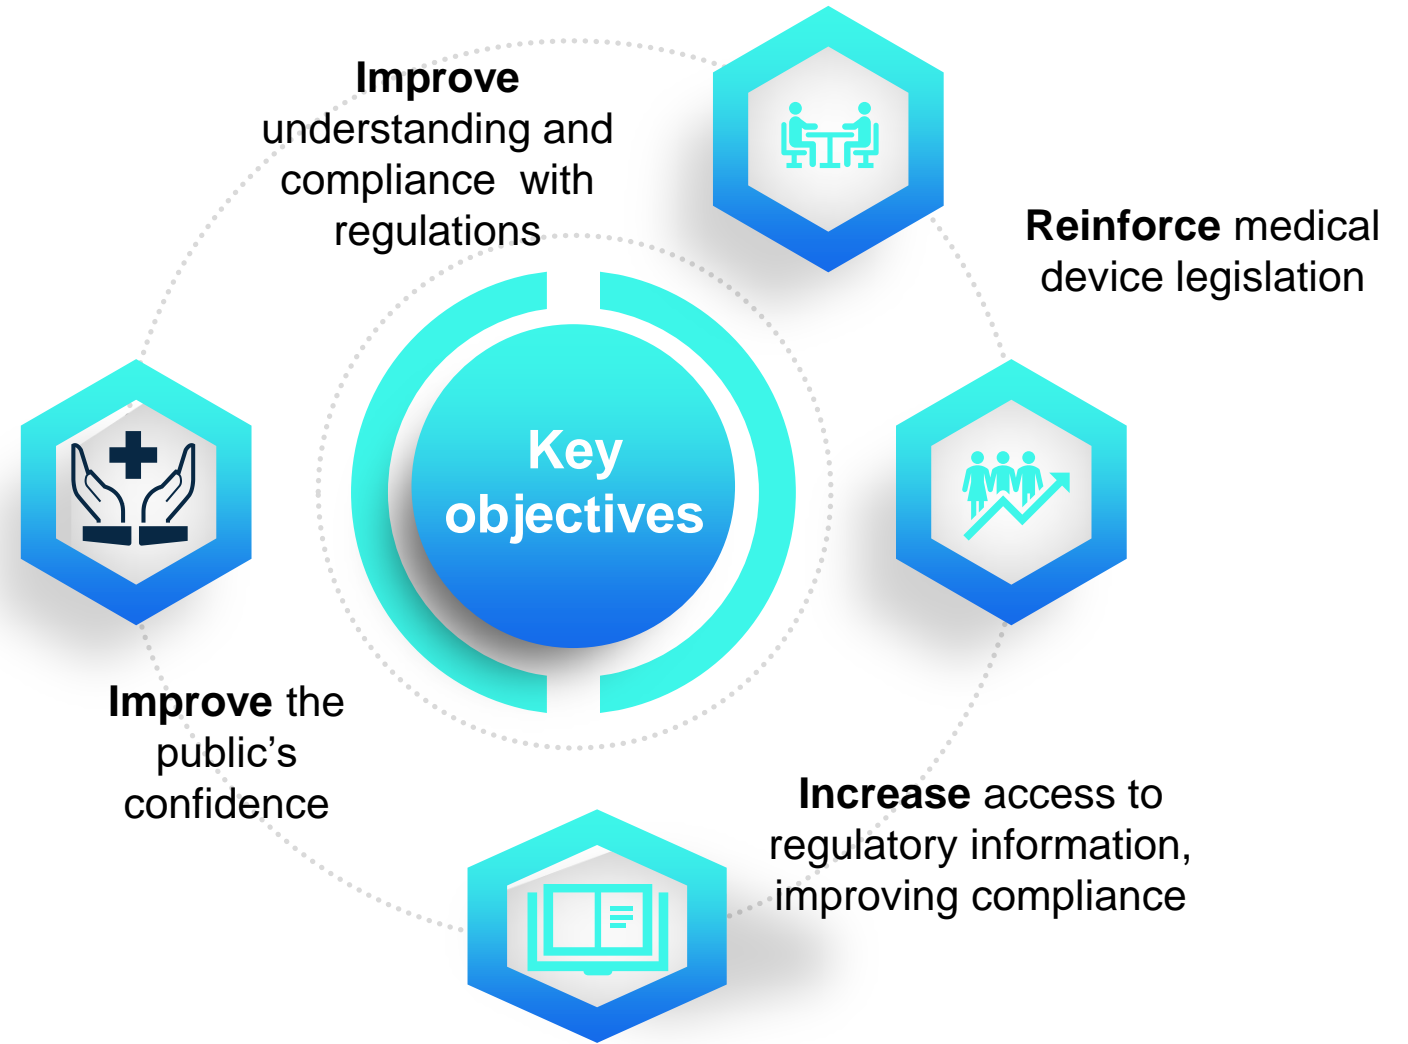 Improve
understanding and
compliance with
regulations
Reinforce medical
device legislation
Key
objectives
Improve the
public’s
confidence
Increase access to
regulatory information,
improving compliance